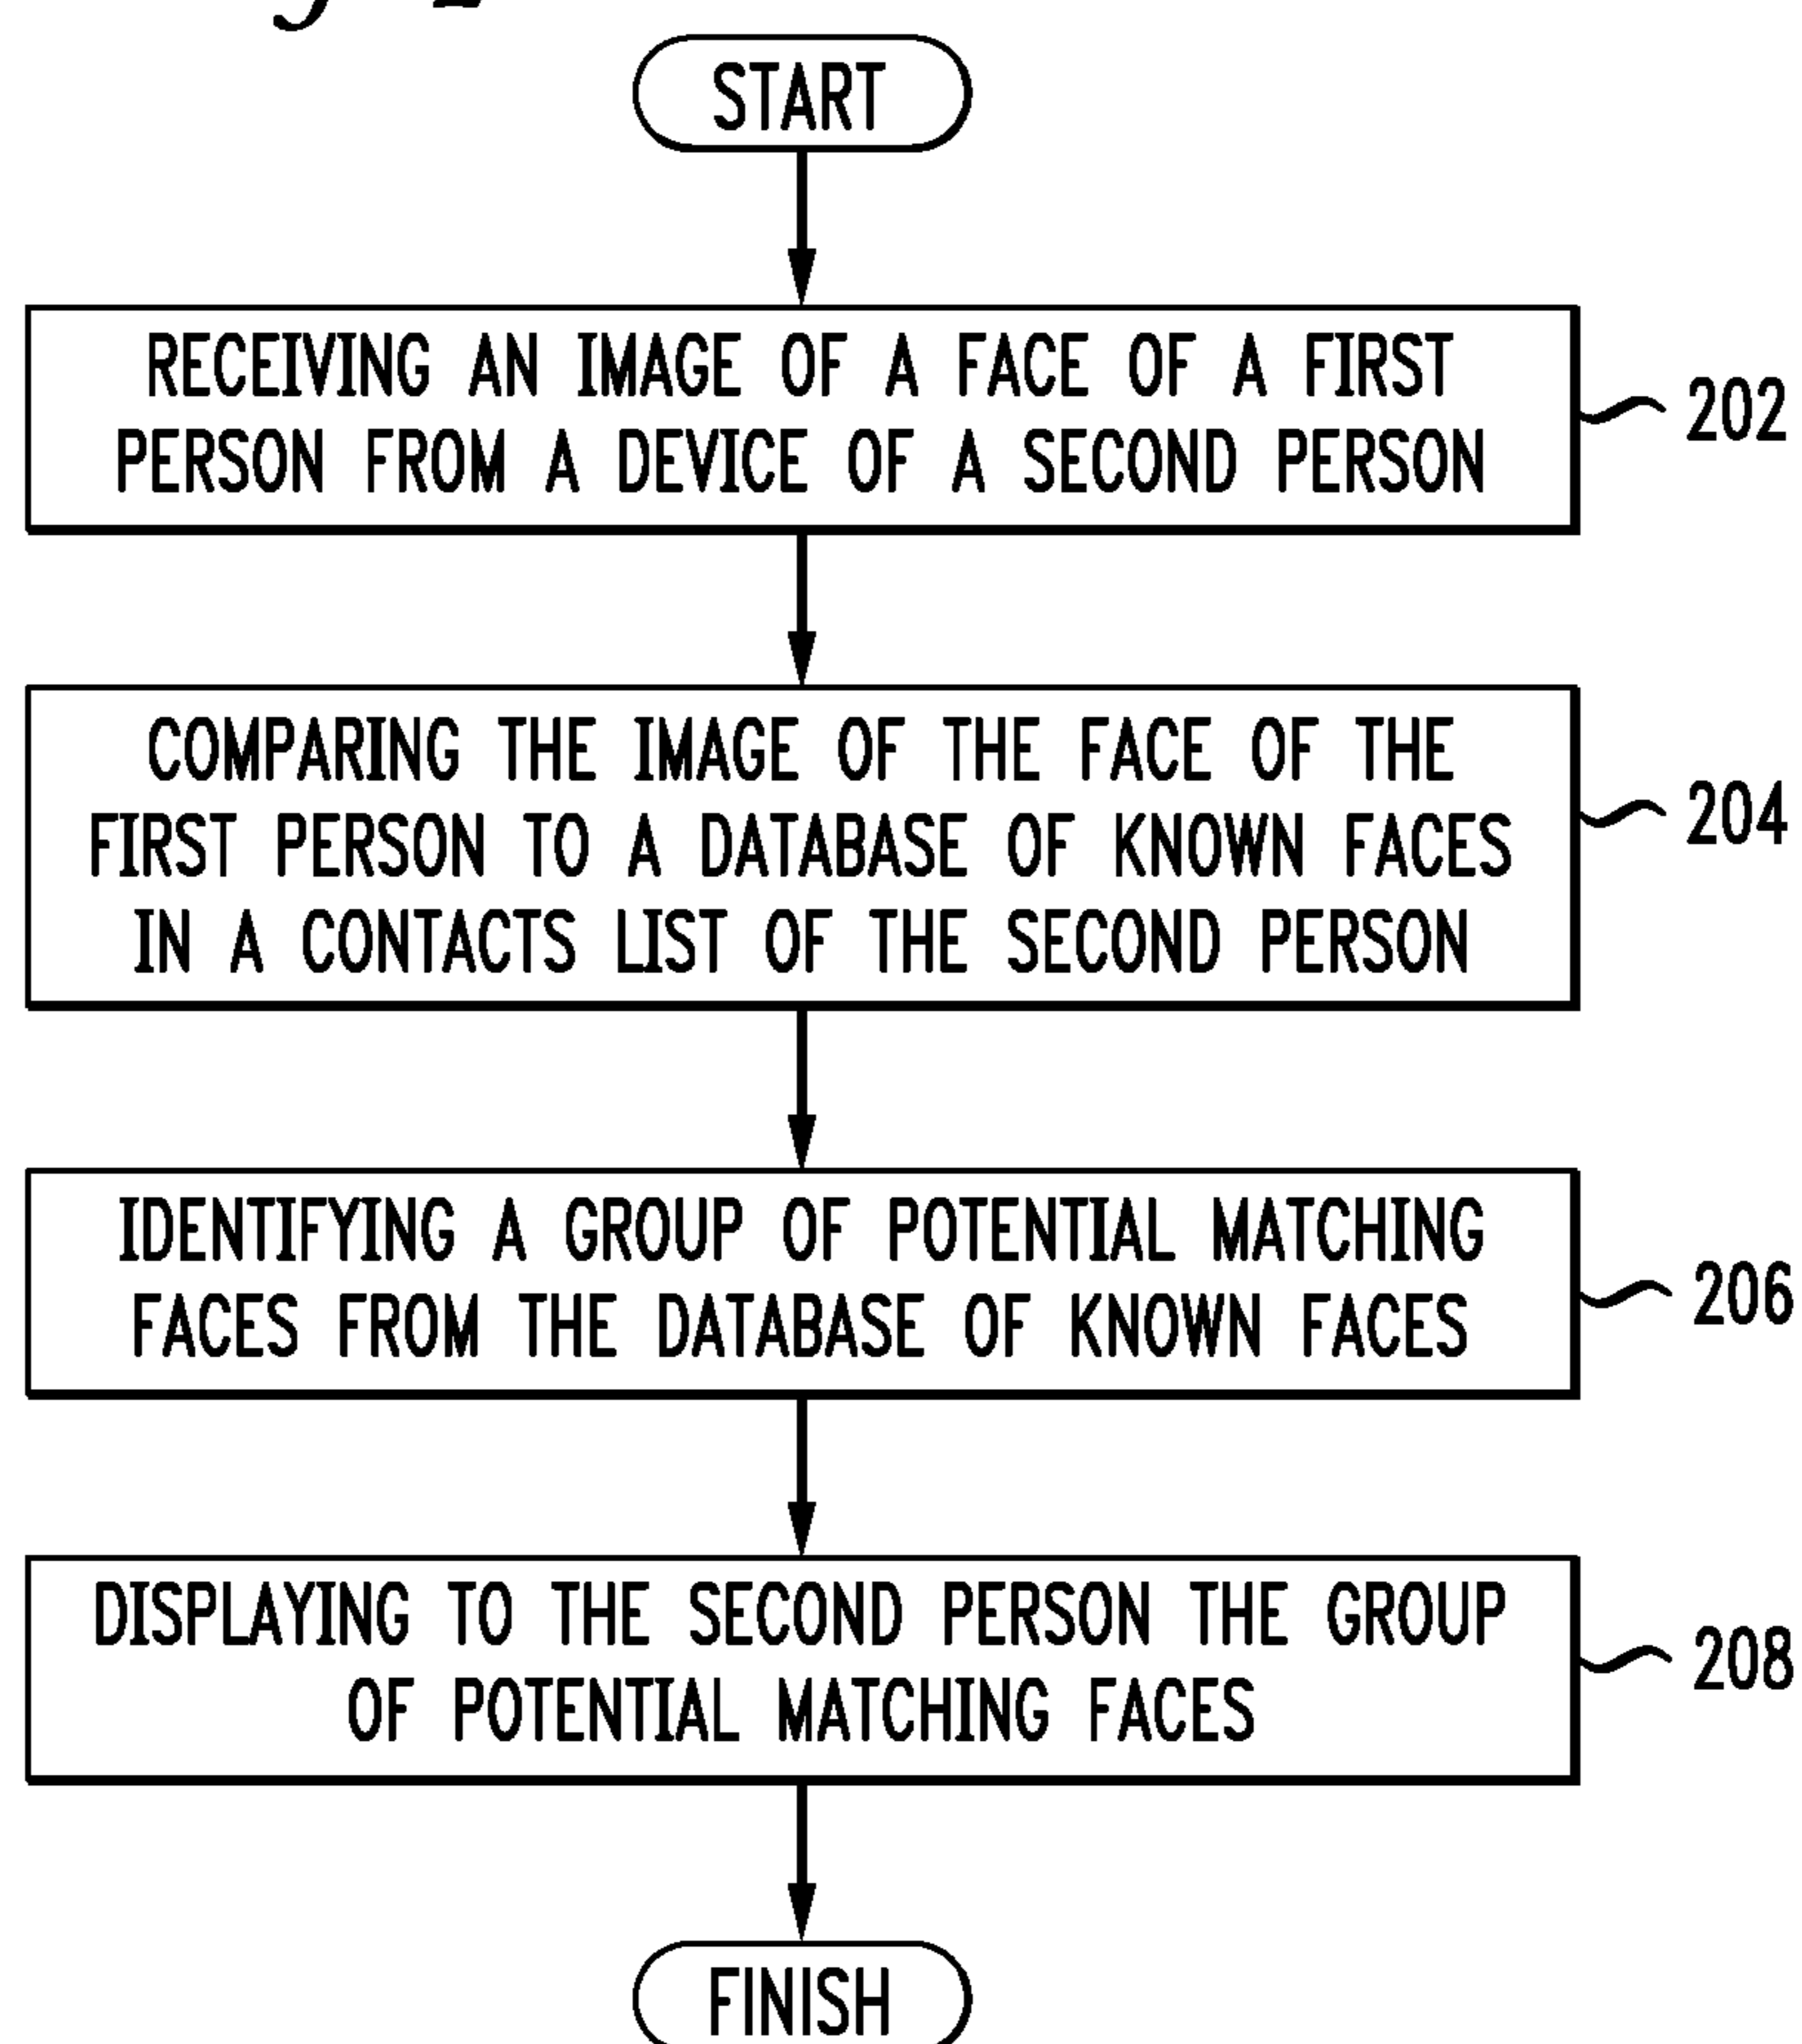 START
RECEIVING AN IMAGE OF A FACE OF A FIRST
PERSON FROM A DEVICE OF A SECOND PERSON
202
COMPARING THE IMAGE OF THE FACE OF THE
FIRST PERSON TO A DATABASE OF KNOWN FACES
IN A CONTACTS LIST OF THE SECOND PERSON
204
IDENTIFYING A GROUP OF POTENTIAL MATCHING
FACES FROM THE DATABASE OF KNOWN FACES
206
DISPLAYING TO THE SECOND PERSON THE GROUP
OF POTENTIAL MATCHING FACES
208
FINISH